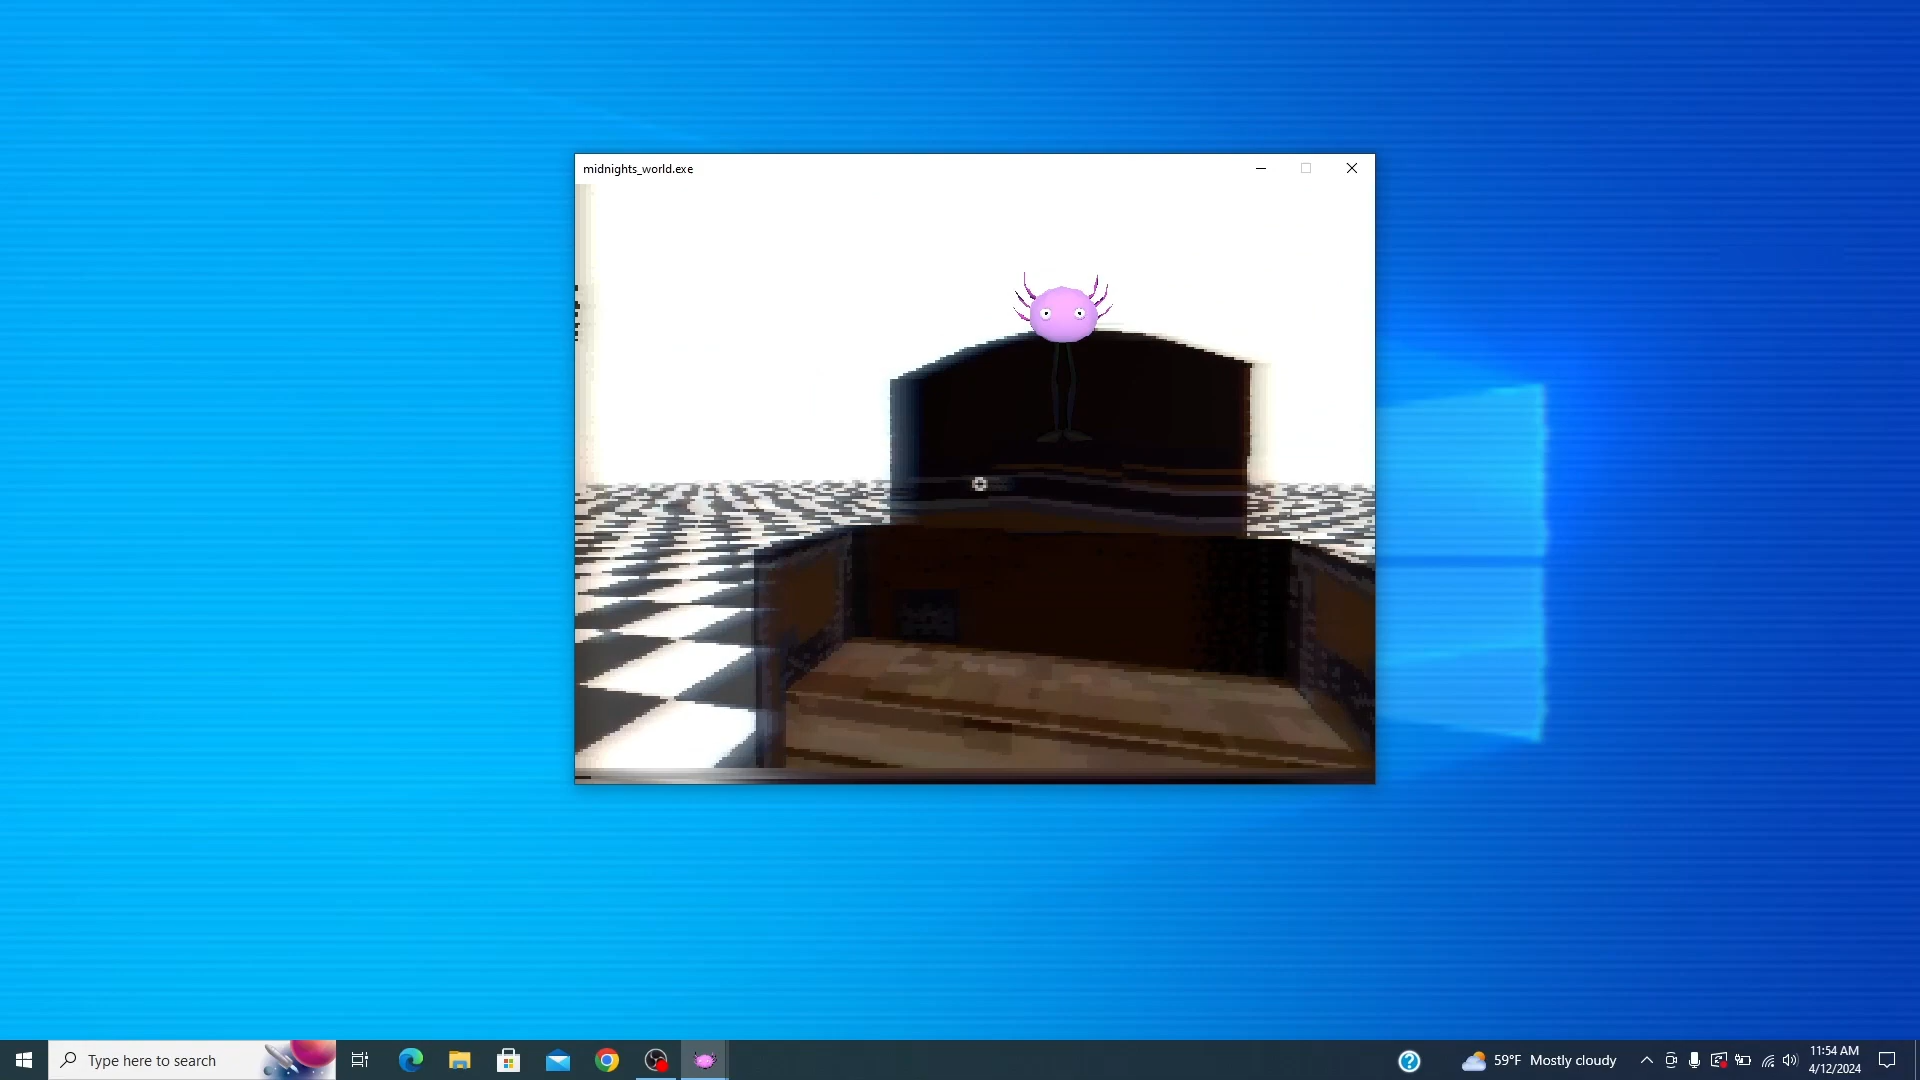 midnights_world.exe
Type here to search
59°F Mostly cloudy
11:54 AM
4/12/2024